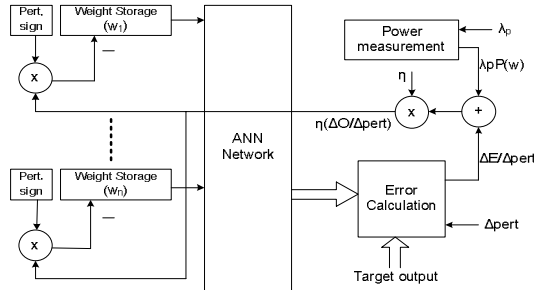 Pert.
sign
Weight Storage
(w1)
x
—
Power
measurement
λp
λpP(w)
η
x
+
η(ΔO/Δpert)
ΔE/Δpert
ANN
Network
Pert.
sign
Weight Storage
(wn)
x
—
Error
Calculation
Δpert
Target output